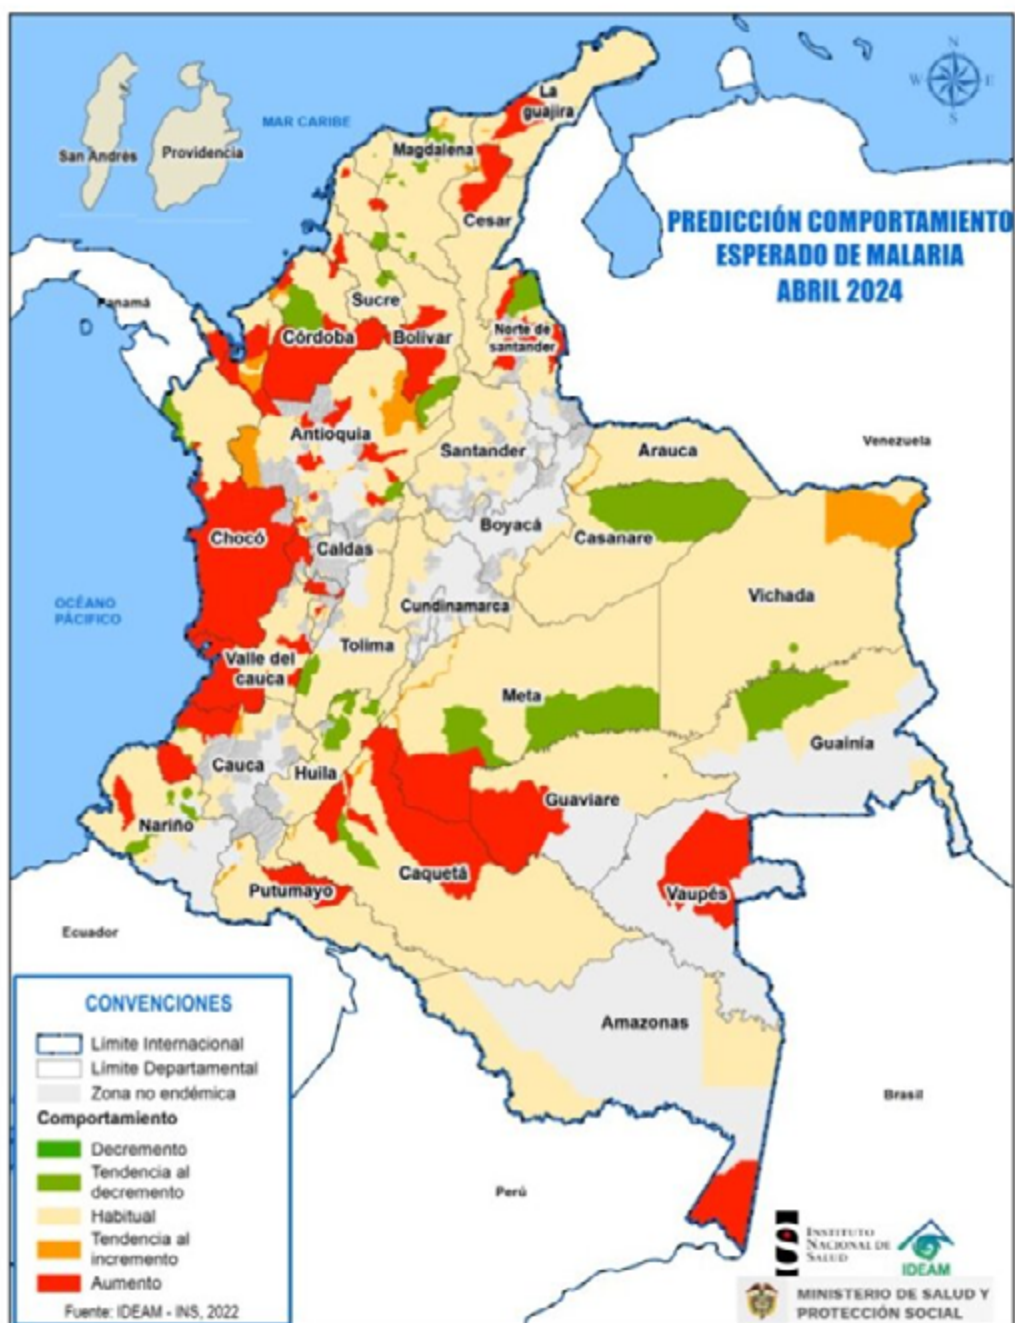 La
guajira
MAR CARIBE
San Andrés
Providencia
Magdalena
Cesar
PREDICCIÓN COMPORTAMIENTO
ESPERADO DE MALARIA
ABRIL 2024
N
W
E
S
Panamá
Sucre
Córdoba
Bolivar
Norte de
santander
Antioquia
Santander
Arauca
Venezuela
Chocó
Caldas
Boyacá
Casanare
Cundinamarca
Vichada
OCÉANO
PÁCIFICO
Tolima
Valle del
cauca
Meta
Guainía
Cauca
Huila
Guaviare
Nariño
Caquetá
Vaupés
Putumayo
Ecuador
Amazonas
Brasil
Perú
CONVENCIONES
Límite Internacional
Límite Departamental
Zona no endémica
Comportamiento
Decremento
Tendencia al
decremento
Habitual
Tendencia al
incremento
Aumento
Fuente: IDEAM - INS, 2022
INSTITUTO
NACIONAL DE
SALUD
IDEAM
MINISTERIO DE SALUD Y
PROTECCIÓN SOCIAL